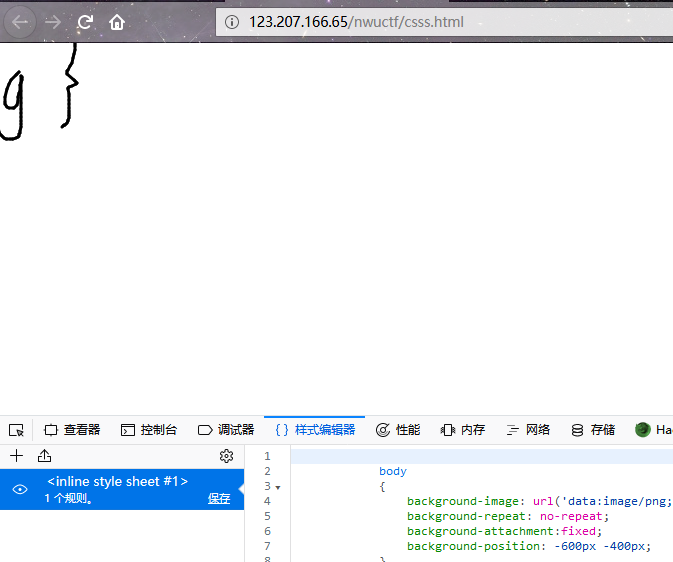 123.207.166.65/nwuctf/csss.html
g }
查看器 控制台 调试器 {} 样式编辑器 性能 内存 网络 存储 Ha
<inline style sheet #1>
1 个规则。 保存
1
2 body
3 {
4 background-image: url('data:image/png;
5 background-repeat: no-repeat;
6 background-attachment:fixed;
7 background-position: -600px -400px;
8 }